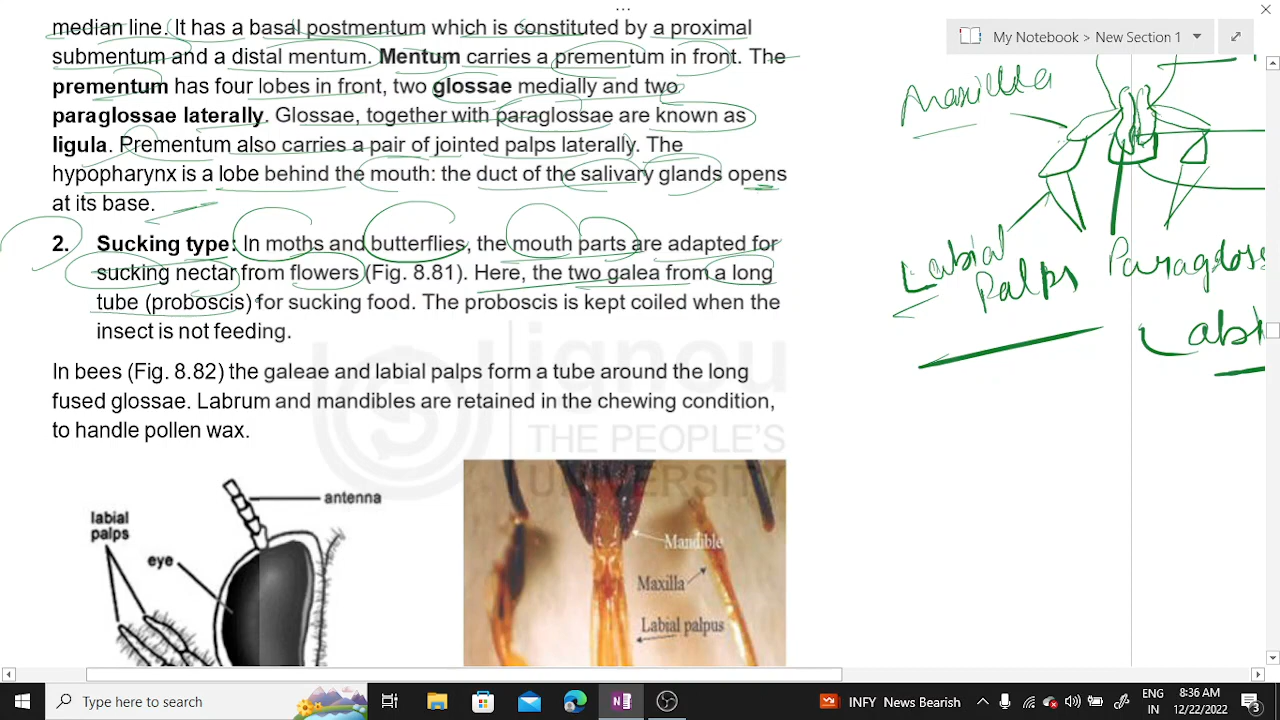 ...
My Notebook > New Section 1
median line. It has a basal postmentum which is constituted by a proximal
submentum and a distal mentum. Mentum carries a prementum in front. The
prementum has four lobes in front, two glossae medially and two
paraglossae laterally. Glossae, together with paraglossae are known as
ligula. Prementum also carries a pair of jointed palps laterally. The
hypopharynx is a lobe behind the mouth: the duct of the salivary glands opens
at its base.
2. Sucking type: In moths and butterflies, the mouth parts are adapted for
sucking nectar from flowers (Fig. 8.81). Here, the two galea from a long
tube (proboscis) for sucking food. The proboscis is kept coiled when the
insect is not feeding.
In bees (Fig. 8.82) the galeae and labial palps form a tube around the long
fused glossae. Labrum and mandibles are retained in the chewing condition,
to handle pollen wax.
ignou
THE PEOPLE'S
UNIVERSITY
antenna
labial
palps
eye
Mandible
Maxilla
Labial palpus
Maxilla
Labial
Palps
Paragloss
Type here to search
INFY News Bearish
ENG
IN
8:36 AM
12/22/2022
3